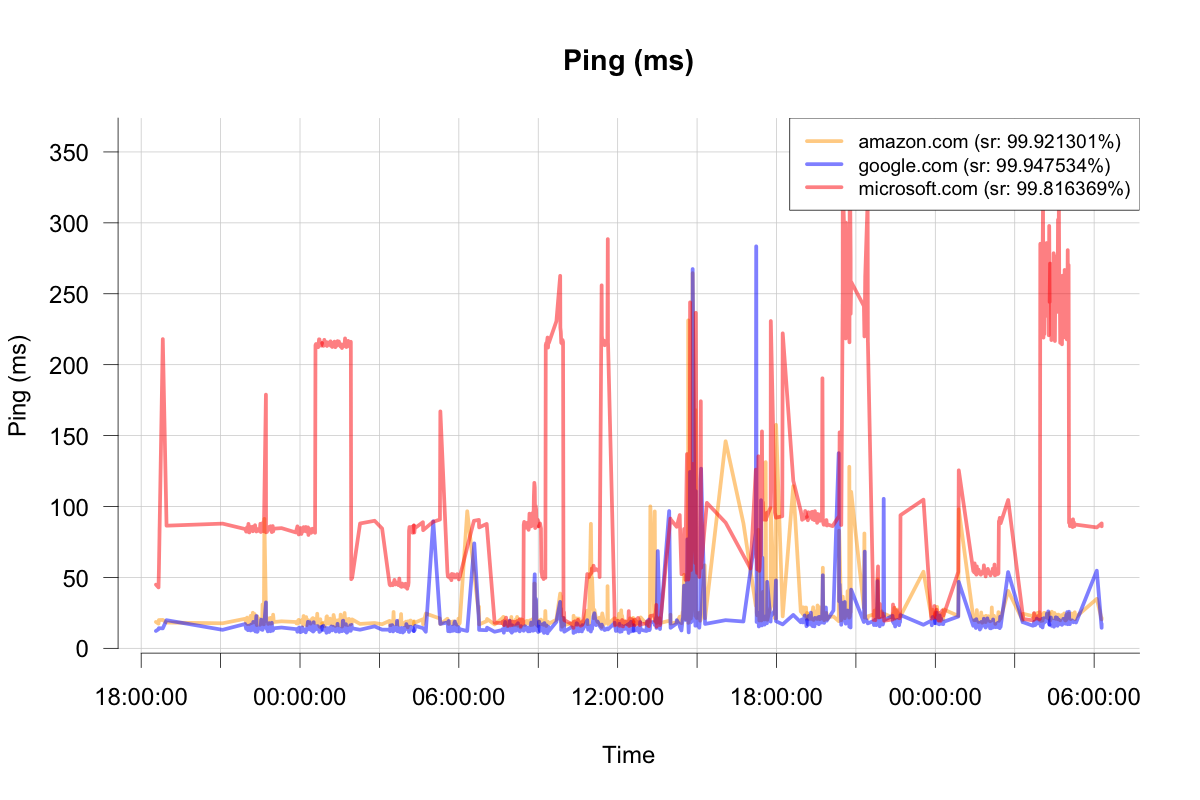 Ping (ms)
amazon.com (sr: 99.921301%)
google.com (sr: 99.947534%)
microsoft.com (sr: 99.816369%)
350
300
250
200
150
100
50
0
Ping (ms)
18:00:00 00:00:00 06:00:00 12:00:00 18:00:00 00:00:00 06:00:00
Time